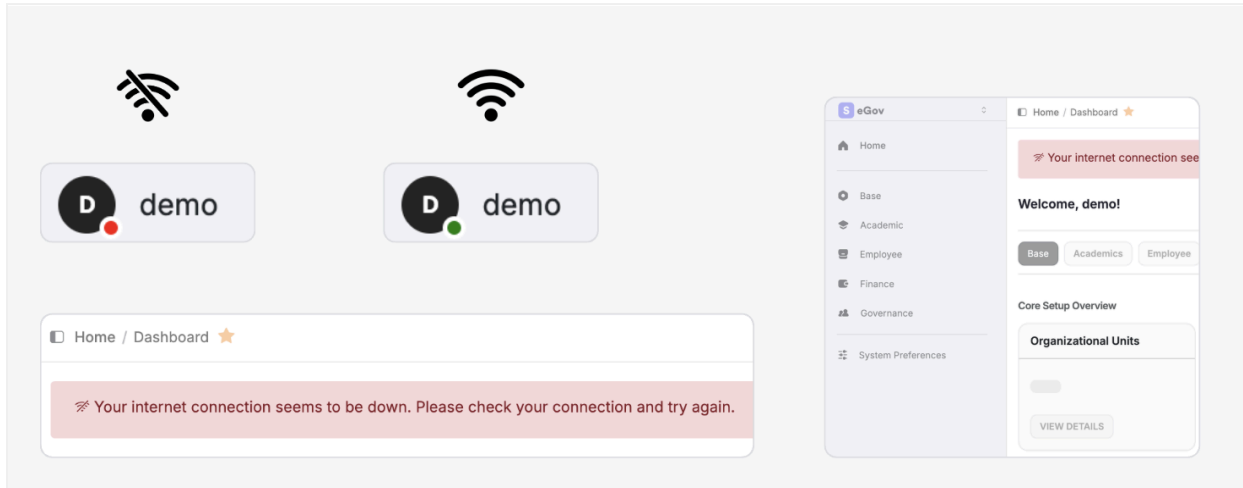 D demo
D demo
Home / Dashboard
Your internet connection seems to be down. Please check your connection and try again.
S eGov
Home
Base
Academic
Employee
Finance
Governance
System Preferences
Home / Dashboard
Your internet connection see
Welcome, demo!
Base Academics Employee
Core Setup Overview
Organizational Units
VIEW DETAILS